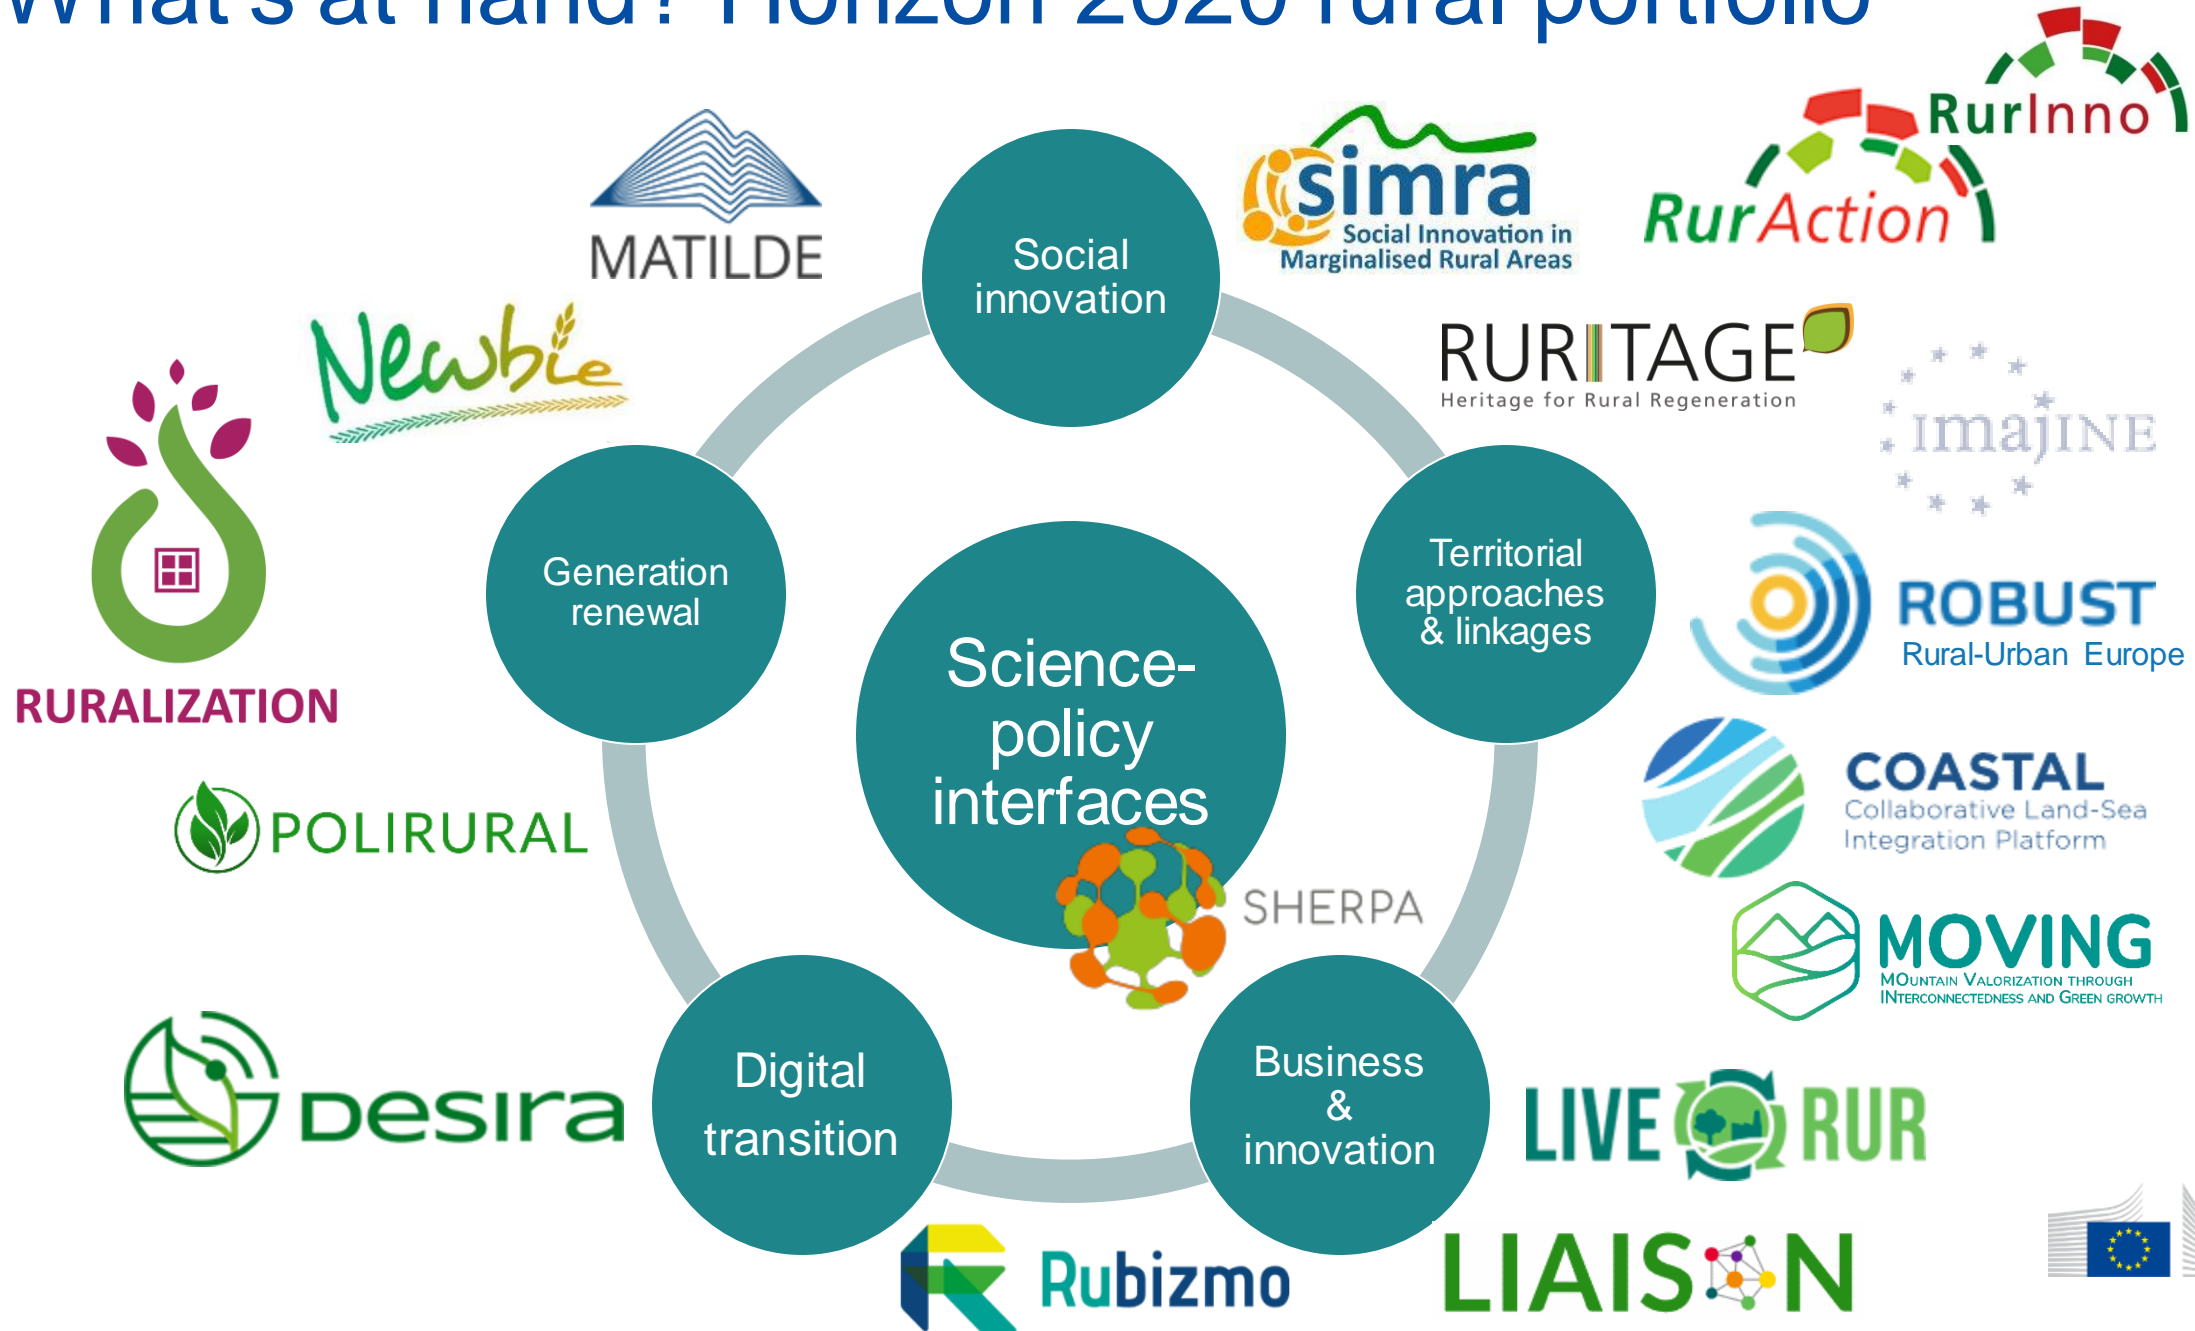 What's at hand? Horizon 2020 rural portfolio
RurInno
RurAction
MATILDE
simra
Social Innovation in
Marginalised Rural Areas
Social
innovation
Newbie
RURITAGE
Heritage for Rural Regeneration
imajINE
Generation
renewal
Territorial
approaches
& linkages
ROBUST
Rural-Urban Europe
RURALIZATION
Science-
policy
interfaces
SHERPA
POLIRURAL
COASTAL
Collaborative Land-Sea
Integration Platform
MOVING
MOUNTAIN VALORIZATION THROUGH
INTERCONNECTEDNESS AND GREEN GROWTH
DESIRA
Digital
transition
Business
&
innovation
LIVE RUR
Rubizmo
LIAISON